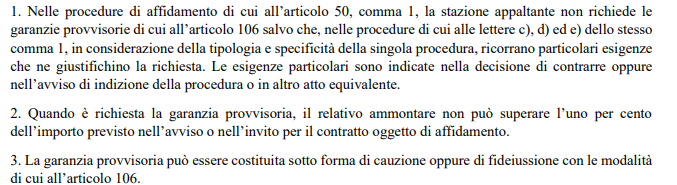 1. Nelle procedure di affidamento di cui all’articolo 50, comma 1, la stazione appaltante non richiede le
garanzie provvisorie di cui all’articolo 106 salvo che, nelle procedure di cui alle lettere c), d) ed e) dello stesso
comma 1, in considerazione della tipologia e specificità della singola procedura, ricorrano particolari esigenze
che ne giustifichino la richiesta. Le esigenze particolari sono indicate nella decisione di contrarre oppure
nell’avviso di indizione della procedura o in altro atto equivalente.
2. Quando è richiesta la garanzia provvisoria, il relativo ammontare non può superare l’uno per cento
dell’importo previsto nell’avviso o nell’invito per il contratto oggetto di affidamento.
3. La garanzia provvisoria può essere costituita sotto forma di cauzione oppure di fideiussione con le modalità
di cui all’articolo 106.